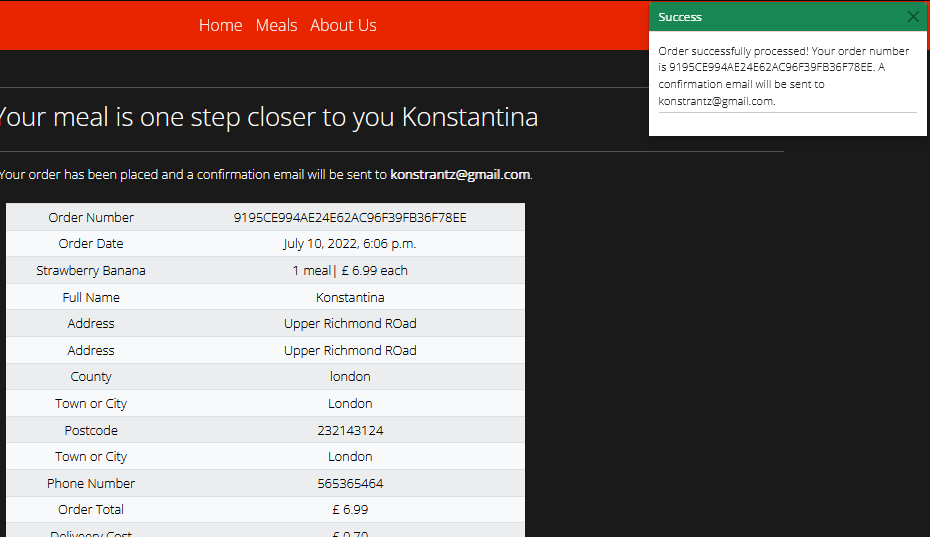 Home Meals About Us
Success
Order successfully processed! Your order number
is 9195CE994AE24E62AC96F39FB36F78EE. A
confirmation email will be sent to
konstrantz@gmail.com.
Your meal is one step closer to you Konstantina
Your order has been placed and a confirmation email will be sent to konstrantz@gmail.com.
Order Number 9195CE994AE24E62AC96F39FB36F78EE
Order Date July 10, 2022, 6:06 p.m.
Strawberry Banana 1 meal| £ 6.99 each
Full Name Konstantina
Address Upper Richmond ROad
Address Upper Richmond ROad
County london
Town or City London
Postcode 232143124
Town or City London
Phone Number 565365464
Order Total £ 6.99
Delivery Cost £ 0.70